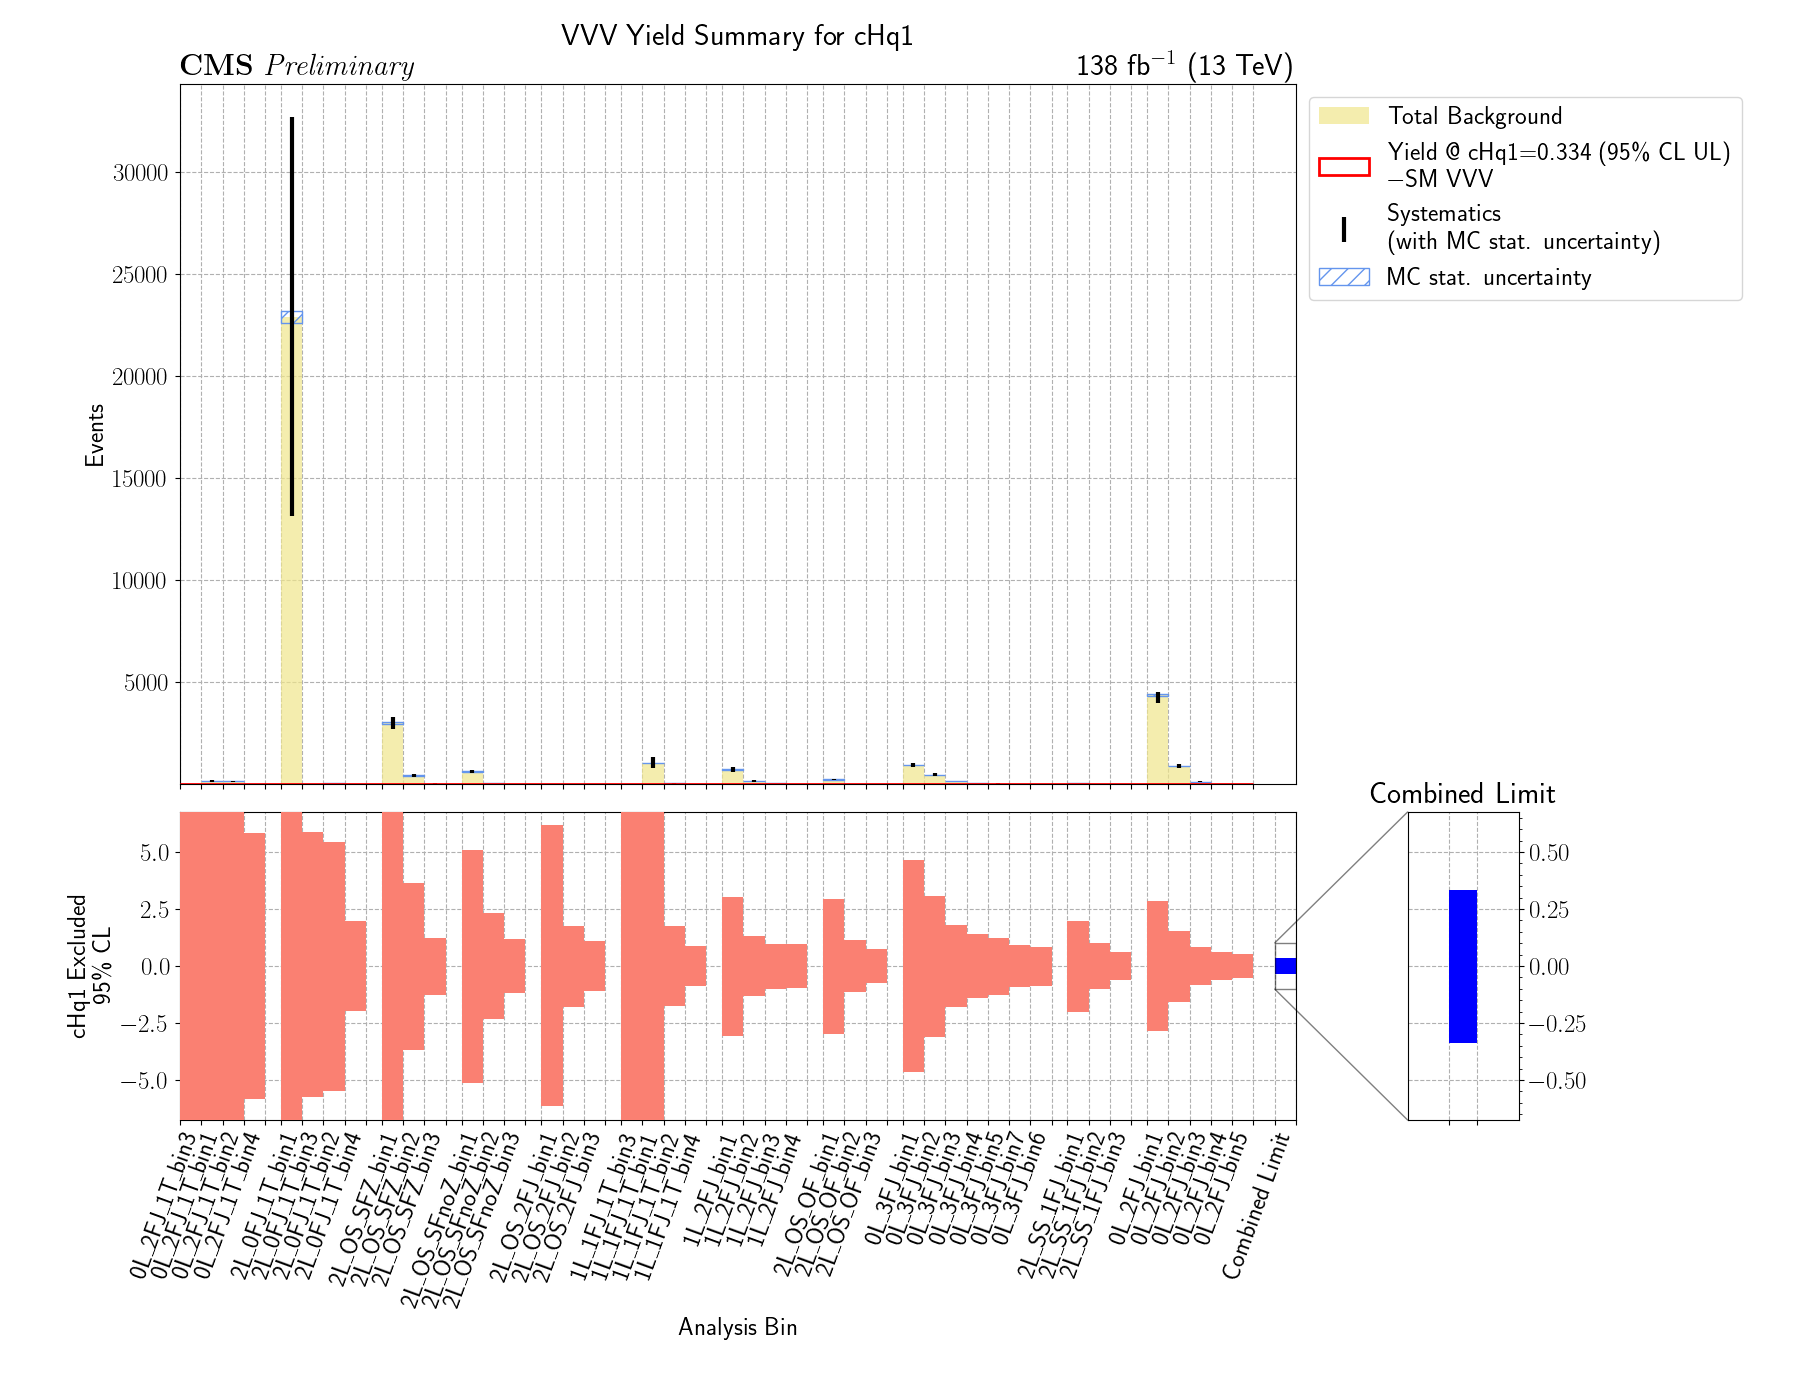 VVV Yield Summary for cHq1
CMS Preliminary
138 fb−1 (13 TeV)
Total Background
Yield @ cHq1=0.334 (95% CL UL)
−SM VVV
Systematics
(with MC stat. uncertainty)
MC stat. uncertainty
Events
30000
25000
20000
15000
10000
5000
Combined Limit
cHq1 Excluded
95% CL
5.0
2.5
0.0
−2.5
−5.0
0.50
0.25
0.00
−0.25
−0.50
0L_2FJ_1T_bin3
0L_2FJ_1T_bin1
0L_2FJ_1T_bin2
0L_2FJ_1T_bin4
2L_0FJ_1T_bin1
2L_0FJ_1T_bin3
2L_0FJ_1T_bin2
2L_0FJ_1T_bin4
2L_OS_SFZ_bin1
2L_OS_SFZ_bin2
2L_OS_SFZ_bin3
2L_OS_SFnoZ_bin1
2L_OS_SFnoZ_bin2
2L_OS_SFnoZ_bin3
2L_OS_2FJ_bin1
2L_OS_2FJ_bin2
2L_OS_2FJ_bin3
1L_1FJ_1T_bin3
1L_1FJ_1T_bin1
1L_1FJ_1T_bin2
1L_1FJ_1T_bin4
1L_2FJ_bin1
1L_2FJ_bin2
1L_2FJ_bin3
1L_2FJ_bin4
2L_OS_OF_bin1
2L_OS_OF_bin2
2L_OS_OF_bin3
0L_3FJ_bin1
0L_3FJ_bin2
0L_3FJ_bin3
0L_3FJ_bin4
0L_3FJ_bin5
0L_3FJ_bin7
0L_3FJ_bin6
2L_SS_1FJ_bin1
2L_SS_1FJ_bin2
2L_SS_1FJ_bin3
0L_2FJ_bin1
0L_2FJ_bin2
0L_2FJ_bin3
0L_2FJ_bin4
0L_2FJ_bin5
Combined Limit
Analysis Bin